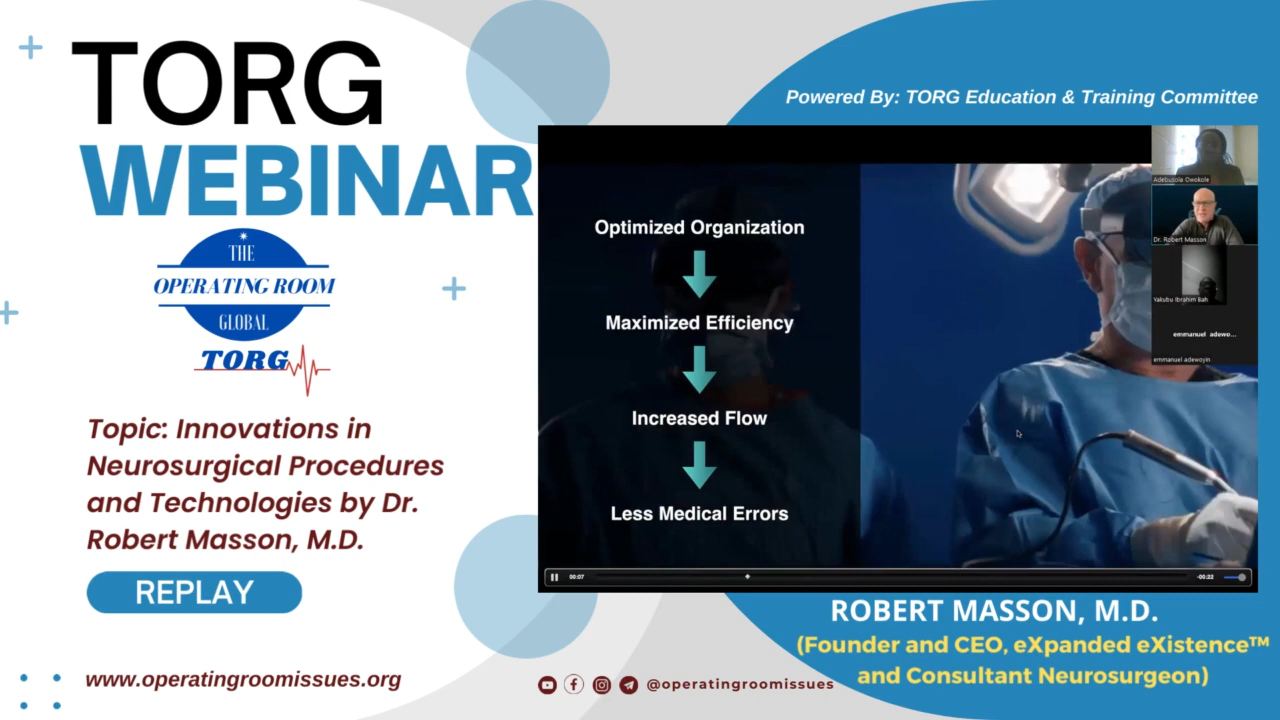 TORG
WEBINAR
THE
OPERATING ROOM
GLOBAL
TORG
Topic: Innovations in
Neurosurgical Procedures
and Technologies by Dr.
Robert Masson, M.D.
REPLAY
www.operatingroomissues.org
Powered By: TORG Education & Training Committee
Optimized Organization
Maximized Efficiency
Increased Flow
Less Medical Errors
Adebusola Owokole
Dr. Robert Masson
Yakubu Ibrahim Bah
emmanuel adewo...
emmanuel adewoyin
00:07
-00:22
ROBERT MASSON, M.D.
(Founder and CEO, eXpanded eXistence™
and Consultant Neurosurgeon)
@operatingroomissues